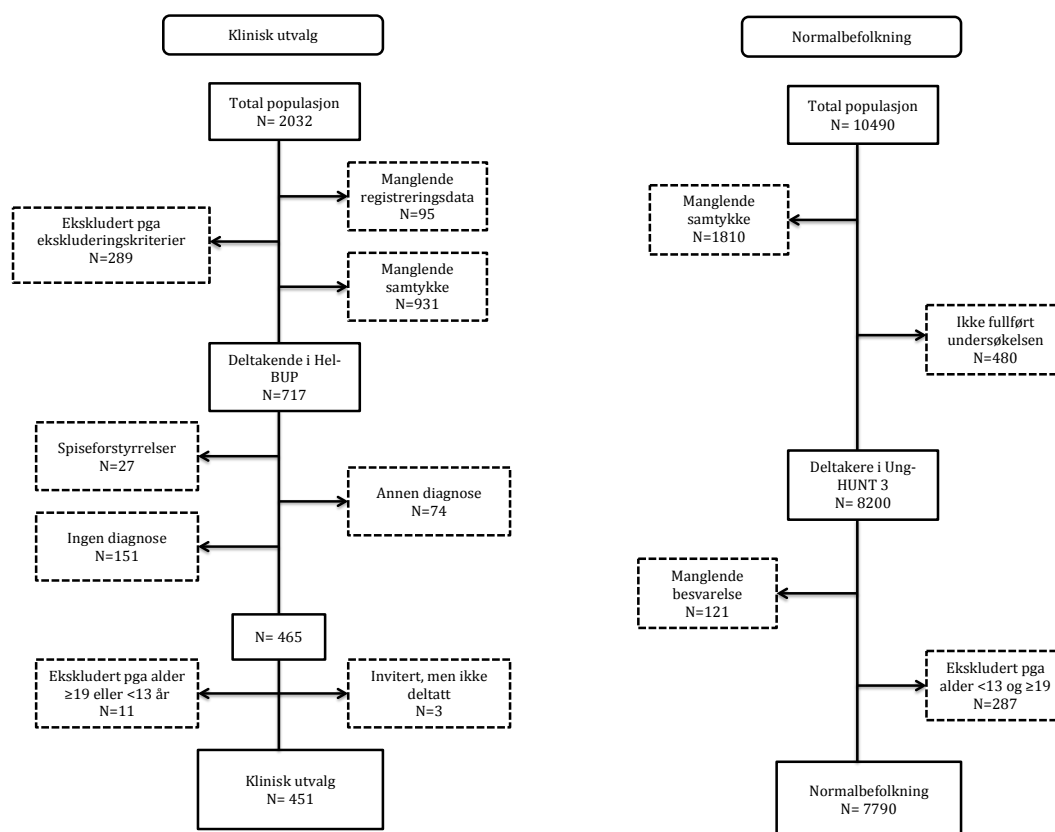 Klinisk utvalg
Total populasjon
N= 2032
Manglende
registreringsdata
N=95
Ekskludert pga
ekskluderingskriterier
N=289
Manglende
samtykke
N=931
Deltakende i Hel-
BUP
N=717
Spiseforstyrrelser
N=27
Annen diagnose
N=74
Ingen diagnose
N=151
N= 465
Ekskludert pga alder
≥19 eller <13 år
N=11
Invitert, men ikke
deltatt
N=3
Klinisk utvalg
N= 451
Normalbefolkning
Total populasjon
N= 10490
Manglende
samtykke
N=1810
Ikke fullført
undersøkelsen
N=480
Deltakere i Ung-
HUNT 3
N= 8200
Manglende
besvarelse
N=121
Ekskludert pga
alder <13 og ≥19
N=287
Normalbefolkning
N= 7790